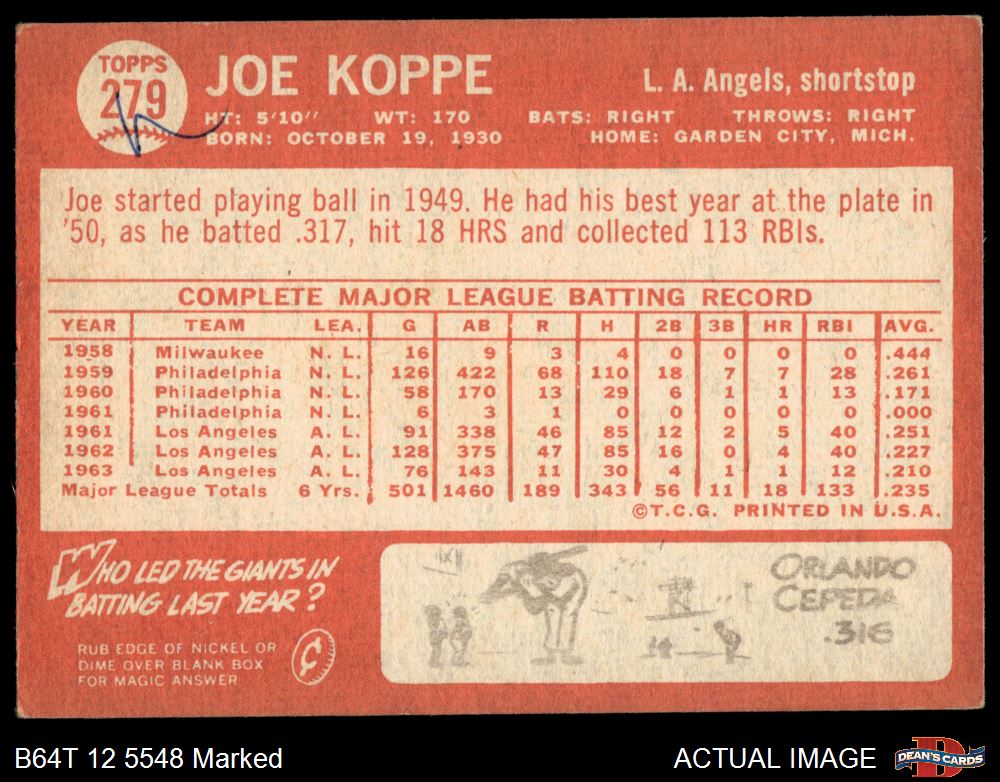 TOPPS
279
JOE KOPPE
L. A. Angels, shortstop
HT: 5'10" WT: 170 BATS: RIGHT THROWS: RIGHT
BORN: OCTOBER 19, 1930 HOME: GARDEN CITY, MICH.
Joe started playing ball in 1949. He had his best year at the plate in
'50, as he batted .317, hit 18 HRS and collected 113 RBIs.
COMPLETE MAJOR LEAGUE BATTING RECORD
YEAR TEAM LEA. G AB R H 2B 3B HR RBI AVG.
1958 Milwaukee N. L. 16 9 3 4 0 0 0 0 .444
1959 Philadelphia N. L. 126 422 68 110 18 7 7 28 .261
1960 Philadelphia N. L. 58 170 13 29 6 1 1 13 .171
1961 Philadelphia N. L. 6 3 1 0 0 0 0 0 .000
1961 Los Angeles A. L. 91 338 46 85 12 2 5 40 .251
1962 Los Angeles A. L. 128 375 47 85 16 0 4 40 .227
1963 Los Angeles A. L. 76 143 11 30 4 1 1 12 .210
Major League Totals 6 Yrs. 501 1460 189 343 56 11 18 133 .235
©T.C.G. PRINTED IN U.S.A.
WHO LED THE GIANTS IN
BATTING LAST YEAR?
RUB EDGE OF NICKEL OR
DIME OVER BLANK BOX
FOR MAGIC ANSWER
¢
ORLANDO
CEPEDA
.316
B64T 12 5548 Marked
ACTUAL IMAGE
D
DEAN'S CARDS